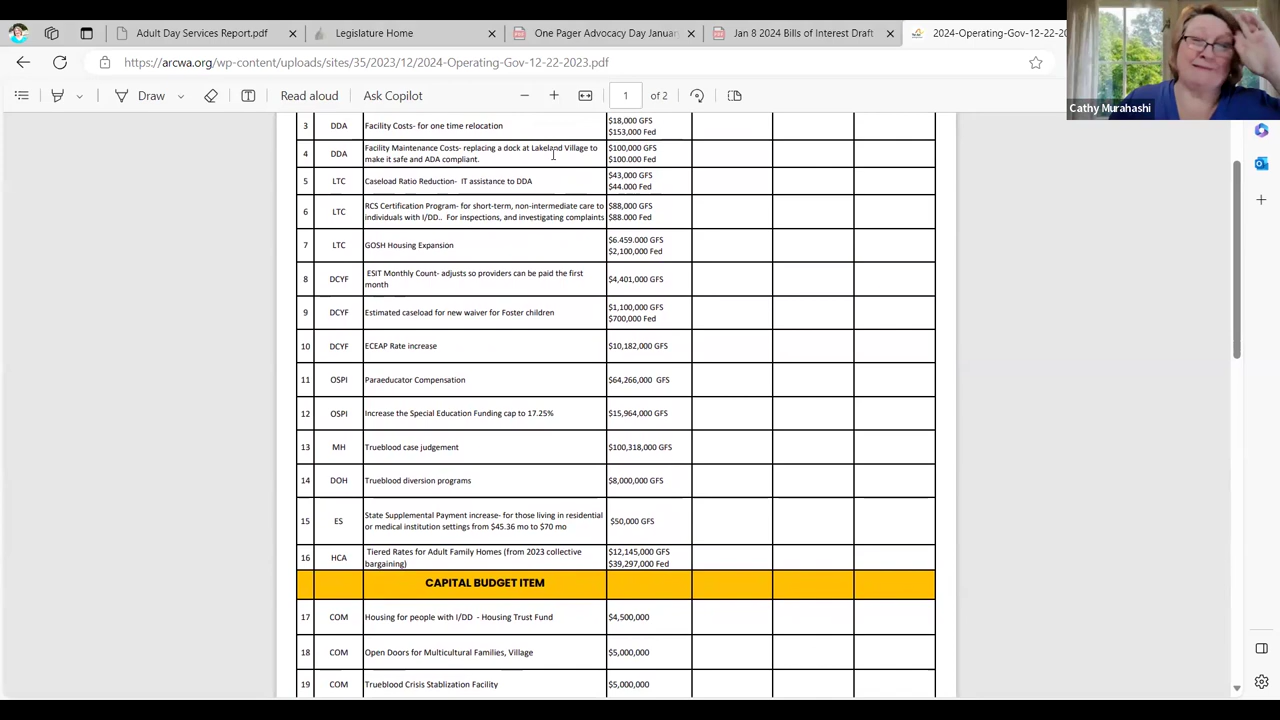 Adult Day Services Report.pdf
Legislature Home
One Pager Advocacy Day Januar
Jan 8 2024 Bills of Interest Draft
2024-Operating-Gov-12-22-20
https://arcwa.org/wp-content/uploads/sites/35/2023/12/2024-Operating-Gov-12-22-2023.pdf
Draw
Read aloud
Ask Copilot
1 of 2
Cathy Murahashi
3 DDA Facility Costs- for one time relocation $18,000 GFS
$153,000 Fed
4 DDA Facility Maintenance Costs- replacing a dock at Lakeland Village to $100,000 GFS
make it safe and ADA compliant. $100.000 Fed
5 LTC Caseload Ratio Reduction- IT assistance to DDA $43,000 GFS
$44.000 Fed
6 LTC RCS Certification Program- for short-term, non-intermediate care to $88,000 GFS
individuals with I/DD.. For inspections, and investigating complaints $88.000 Fed
7 LTC GOSH Housing Expansion $6.459.000 GFS
$2,100,000 Fed
8 DCYF ESIT Monthly Count- adjusts so providers can be paid the first $4,401,000 GFS
month
9 DCYF Estimated caseload for new waiver for Foster children $1,100,000 GFS
$700,000 Fed
10 DCYF ECEAP Rate increase $10,182,000 GFS
11 OSPI Paraeducator Compensation $64,266,000 GFS
12 OSPI Increase the Special Education Funding cap to 17.25% $15,964,000 GFS
13 MH Trueblood case judgement $100,318,000 GFS
14 DOH Trueblood diversion programs $8,000,000 GFS
15 ES State Supplemental Payment increase- for those living in residential $50,000 GFS
or medical institution settings from $45.36 mo to $70 mo
16 HCA Tiered Rates for Adult Family Homes (from 2023 collective $12,145,000 GFS
bargaining) $39,297,000 Fed
CAPITAL BUDGET ITEM
17 COM Housing for people with I/DD - Housing Trust Fund $4,500,000
18 COM Open Doors for Multicultural Families, Village $5,000,000
19 COM Trueblood Crisis Stablization Facility $5,000,000